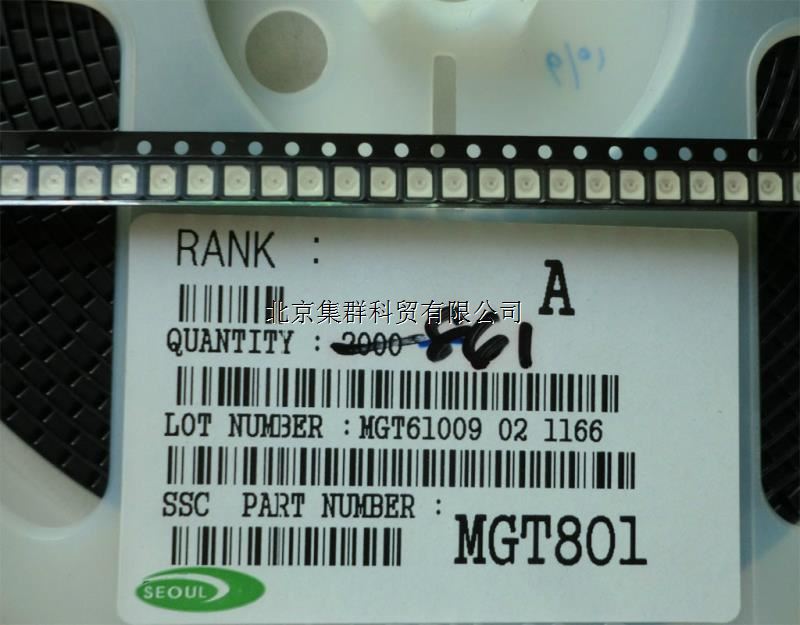 RANK :
A
北京集群科贸有限公司
QUANTITY : 2000
LOT NUMBER : MGT61009 02 1166
SSC PART NUMBER :
MGT801
SEOUL